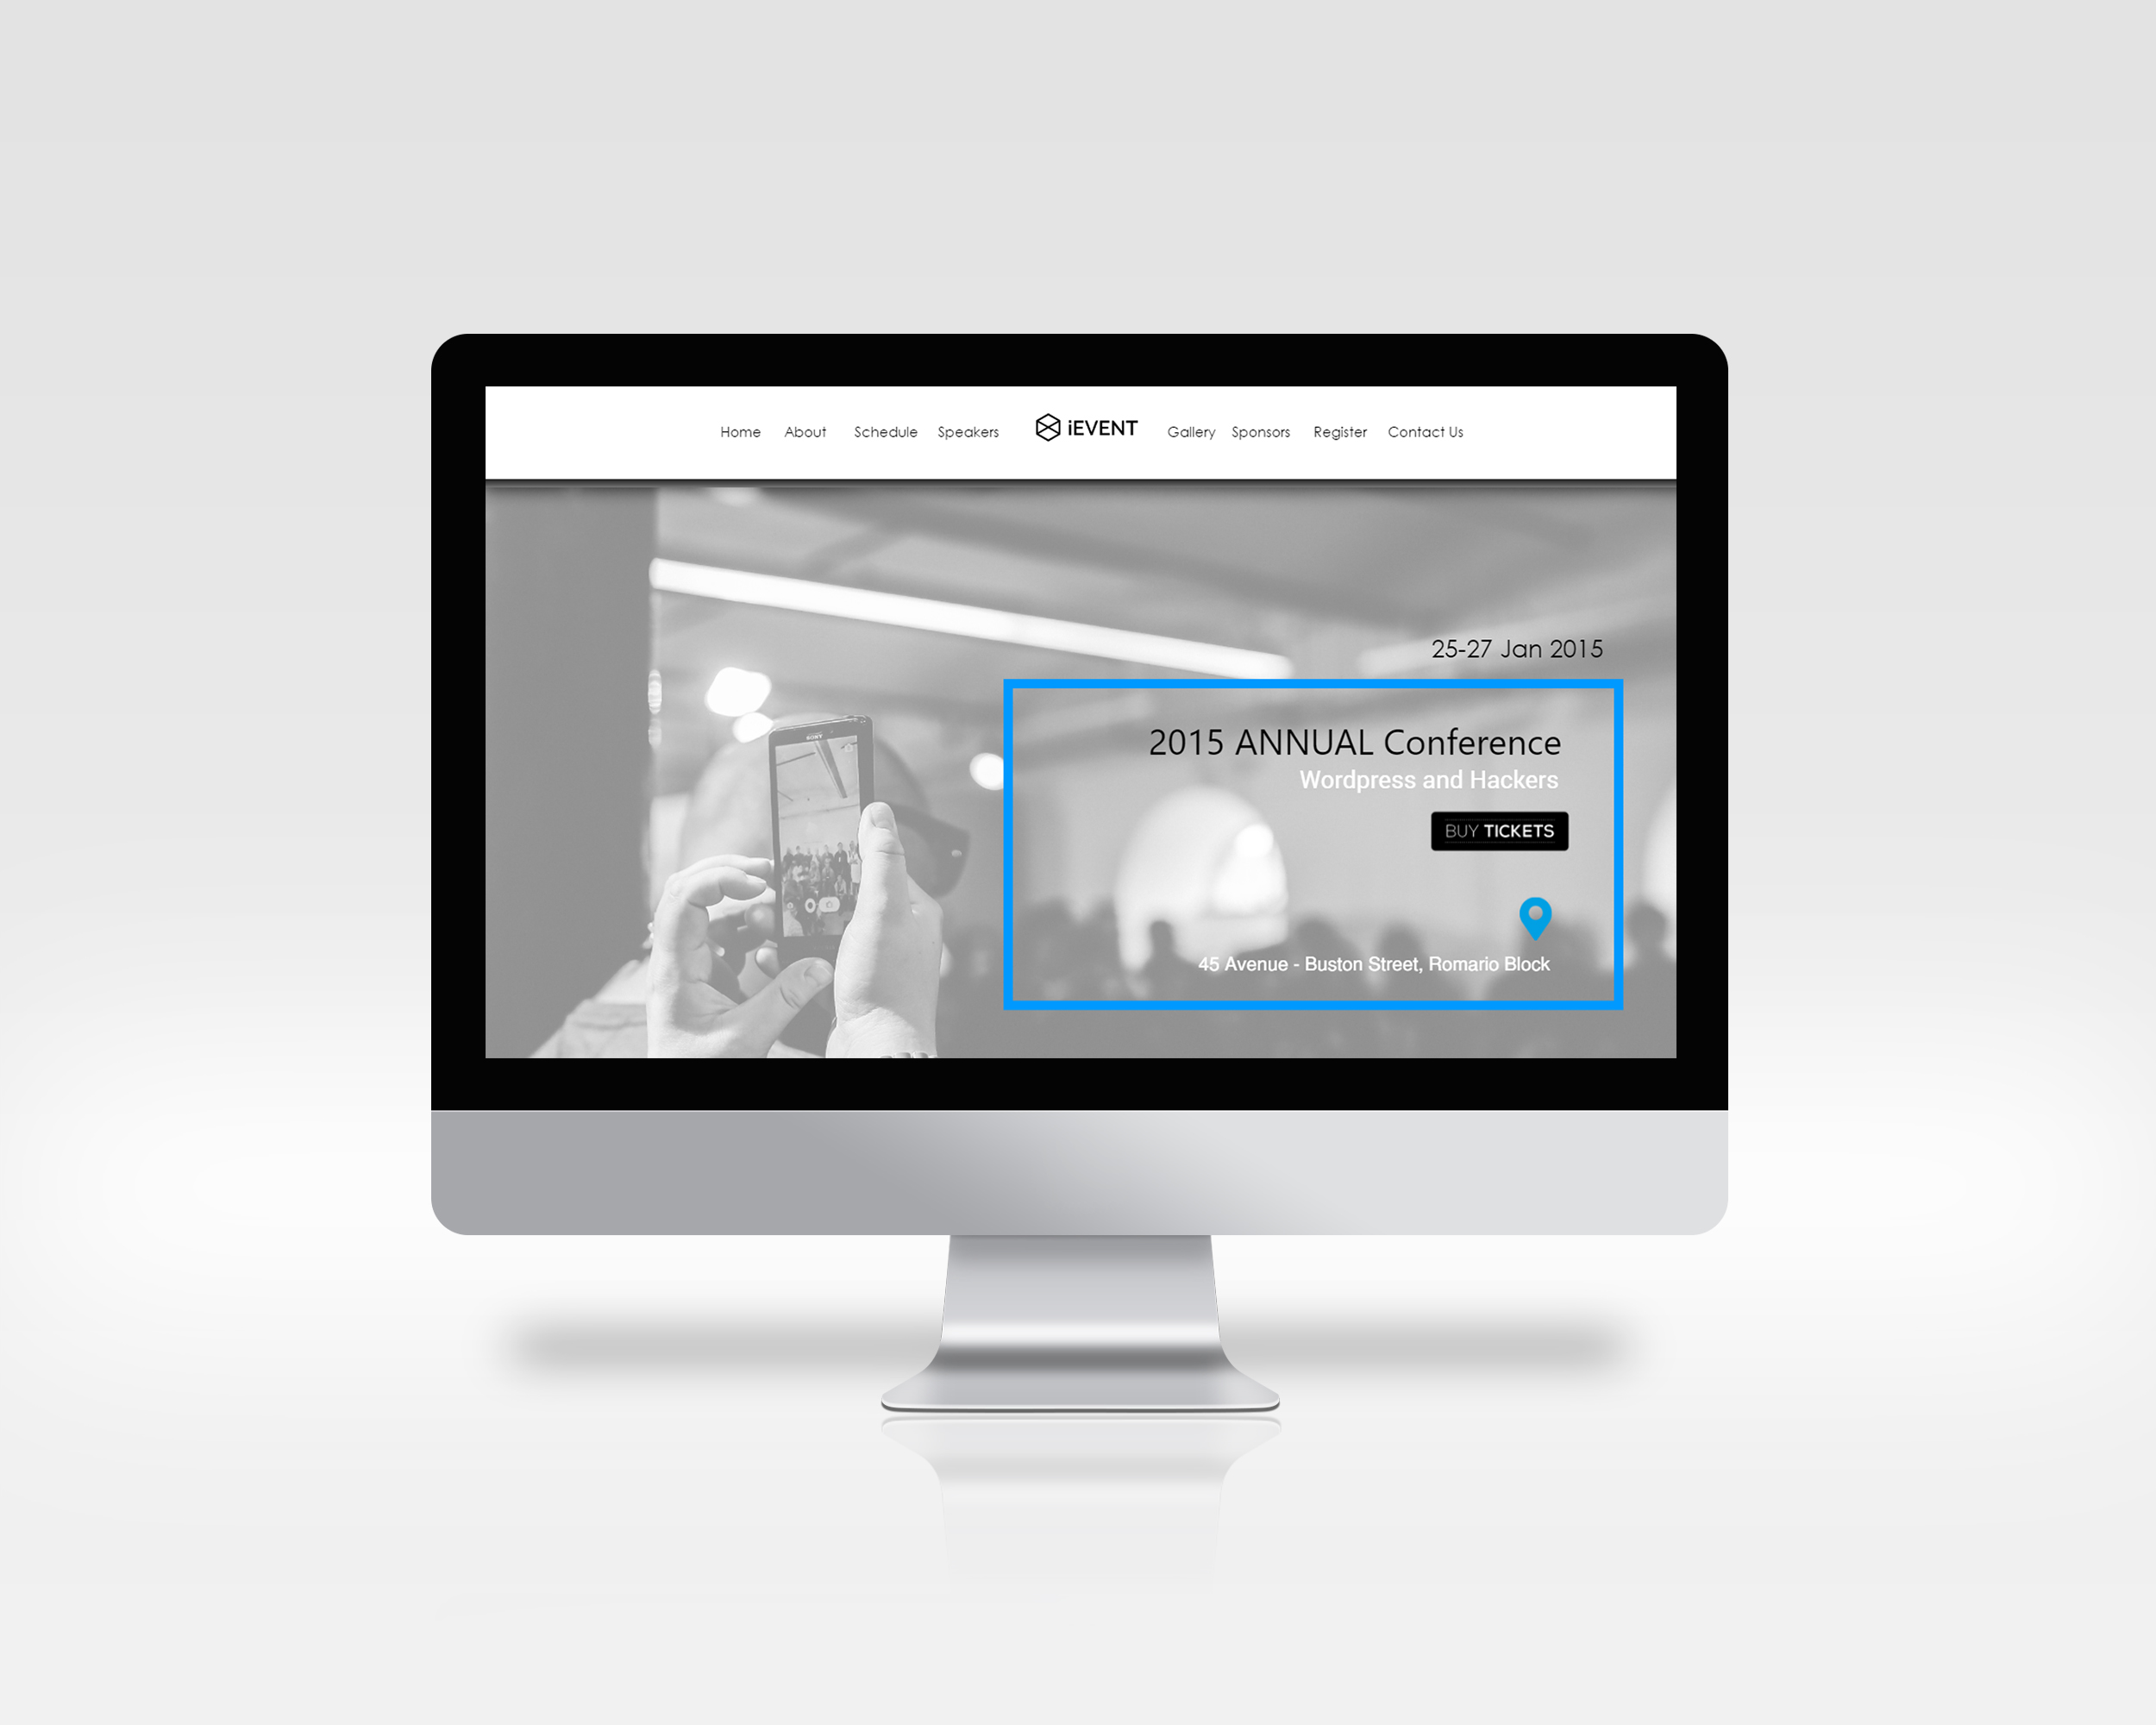 Home About Schedule Speakers iEVENT Gallery Sponsors Register Contact Us
25-27 Jan 2015
2015 ANNUAL Conference
Wordpress and Hackers
BUY TICKETS
45 Avenue - Buston Street, Romario Block
SONY